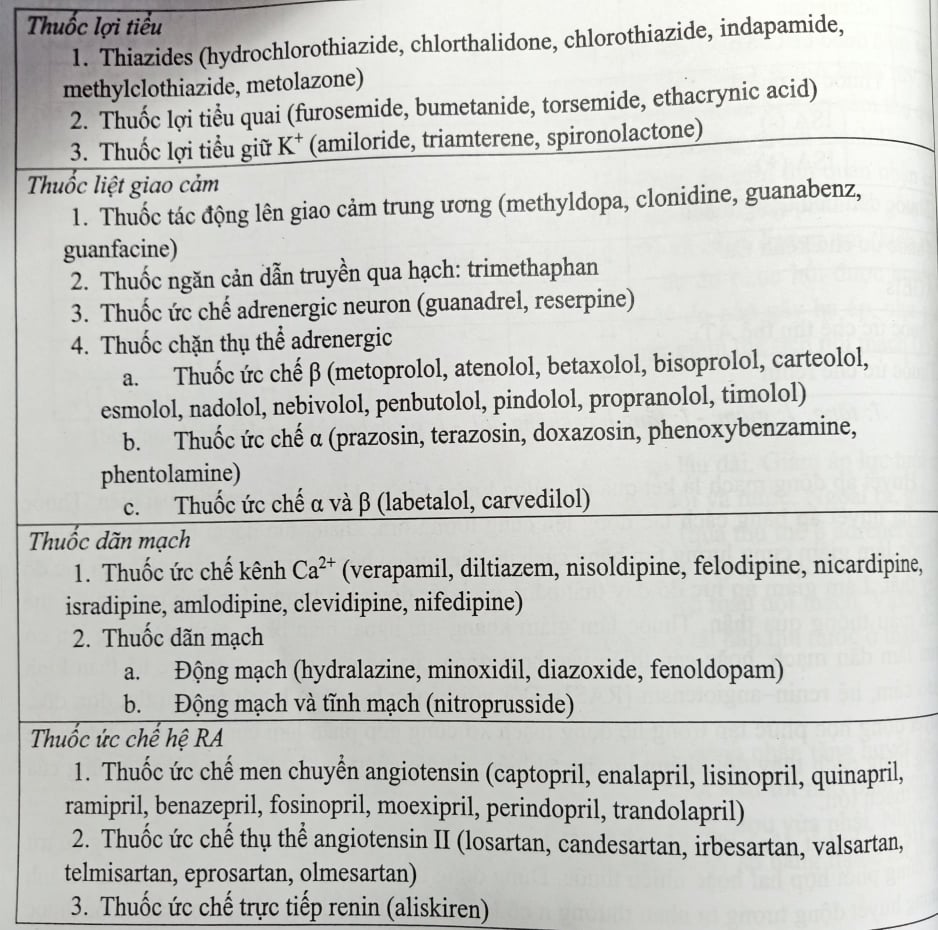 Thuốc lợi tiểu
1. Thiazides (hydrochlorothiazide, chlorthalidone, chlorothiazide, indapamide,
methylclothiazide, metolazone)
2. Thuốc lợi tiểu quai (furosemide, bumetanide, torsemide, ethacrynic acid)
3. Thuốc lợi tiểu giữ K⁺ (amiloride, triamterene, spironolactone)
Thuốc liệt giao cảm
1. Thuốc tác động lên giao cảm trung ương (methyldopa, clonidine, guanabenz,
guanfacine)
2. Thuốc ngăn cản dẫn truyền qua hạch: trimethaphan
3. Thuốc ức chế adrenergic neuron (guanadrel, reserpine)
4. Thuốc chặn thụ thể adrenergic
a. Thuốc ức chế β (metoprolol, atenolol, betaxolol, bisoprolol, carteolol,
esmolol, nadolol, nebivolol, penbutolol, pindolol, propranolol, timolol)
b. Thuốc ức chế α (prazosin, terazosin, doxazosin, phenoxybenzamine,
phentolamine)
c. Thuốc ức chế α và β (labetalol, carvedilol)
Thuốc dãn mạch
1. Thuốc ức chế kênh Ca²⁺ (verapamil, diltiazem, nisoldipine, felodipine, nicardipine,
isradipine, amlodipine, clevidipine, nifedipine)
2. Thuốc dãn mạch
a. Động mạch (hydralazine, minoxidil, diazoxide, fenoldopam)
b. Động mạch và tĩnh mạch (nitroprusside)
Thuốc ức chế hệ RA
1. Thuốc ức chế men chuyển angiotensin (captopril, enalapril, lisinopril, quinapril,
ramipril, benazepril, fosinopril, moexipril, perindopril, trandolapril)
2. Thuốc ức chế thụ thể angiotensin II (losartan, candesartan, irbesartan, valsartan,
telmisartan, eprosartan, olmesartan)
3. Thuốc ức chế trực tiếp renin (aliskiren)